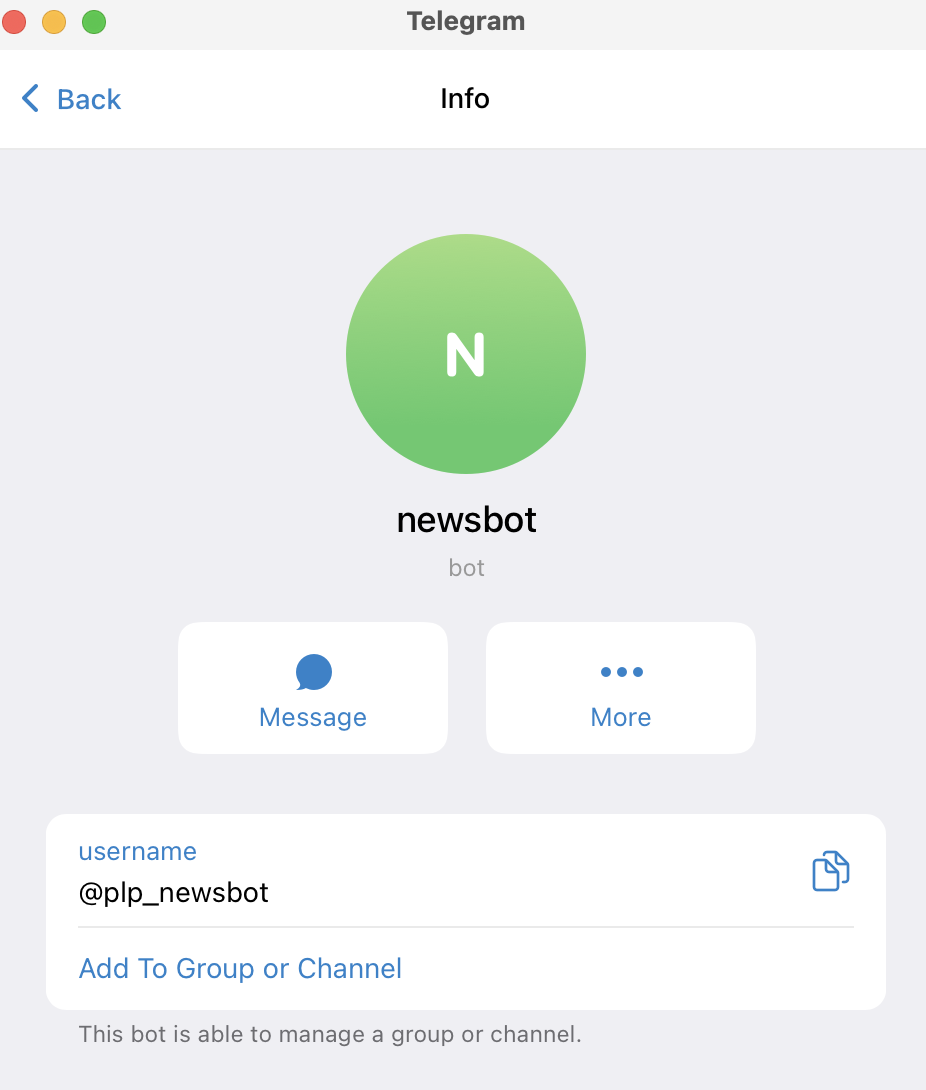 Telegram
Back
Info
N
newsbot
bot
Message
More
username
@plp_newsbot
Add To Group or Channel
This bot is able to manage a group or channel.